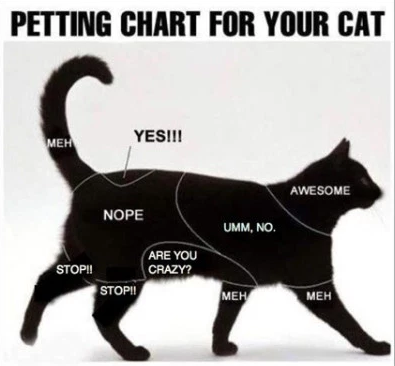 PETTING CHART FOR YOUR CAT
MEH
YES!!!
AWESOME
NOPE
UMM, NO.
ARE YOU
CRAZY?
STOP!!
STOP!!
MEH
MEH